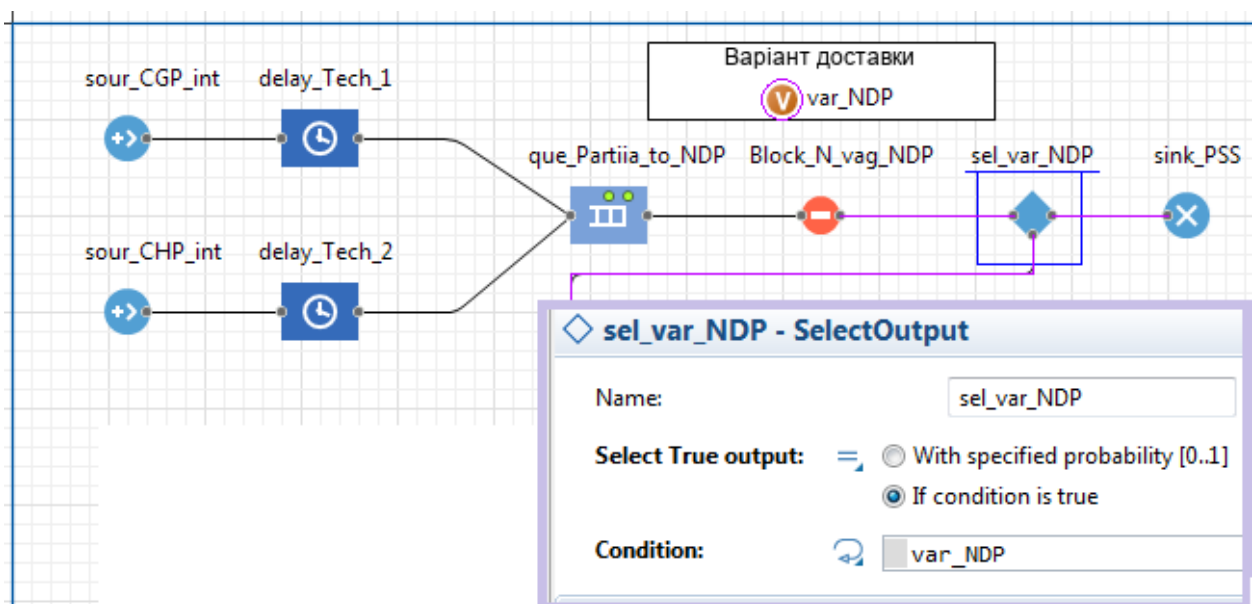 Варіант доставки
var_NDP
sour_CGP_int
delay_Tech_1
que_Partiia_to_NDP
Block_N_vag_NDP
sel_var_NDP
sink_PSS
sour_CHP_int
delay_Tech_2
sel_var_NDP - SelectOutput
Name:
sel_var_NDP
Select True output:
With specified probability [0..1]
If condition is true
Condition:
var_NDP